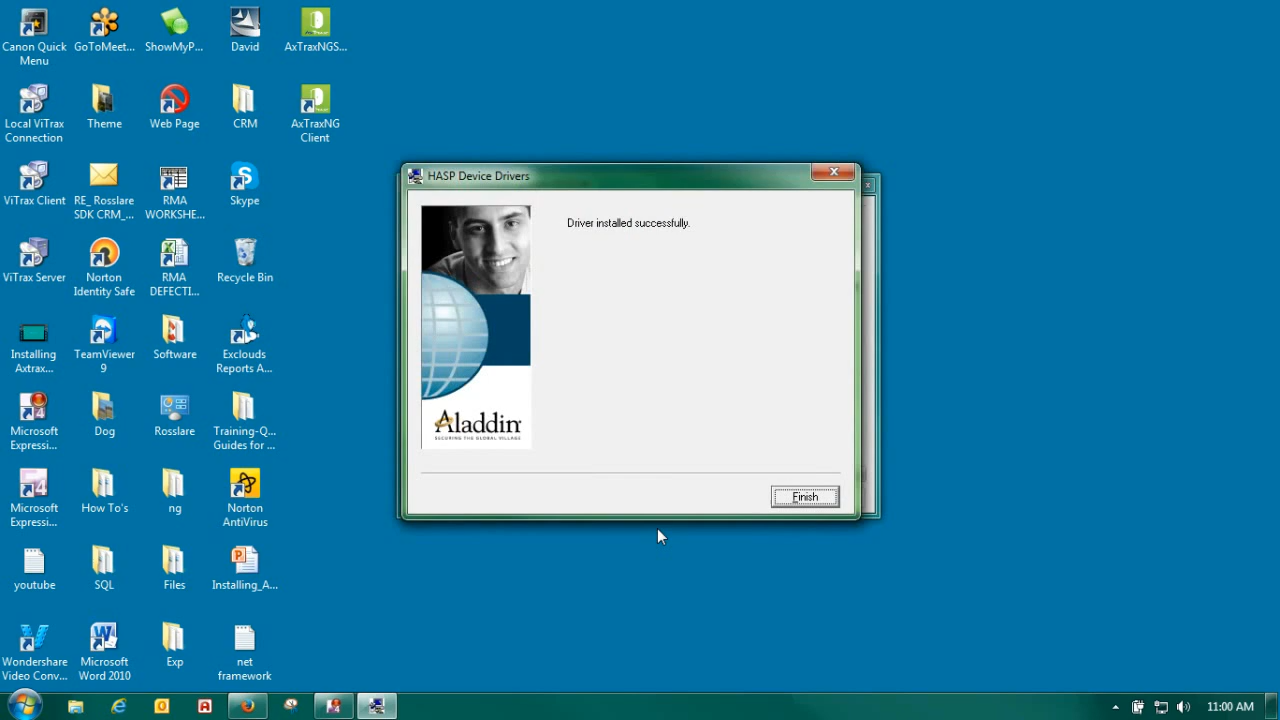 Canon Quick
Menu
GoToMeet...
ShowMyP...
David
AxTraxNGS...
Local ViTrax
Connection
Theme
Web Page
CRM
AxTraxNG
Client
ViTrax Client
RE_ Rosslare
SDK CRM_...
RMA
WORKSHE...
Skype
ViTrax Server
Norton
Identity Safe
RMA
DEFECTI...
Recycle Bin
Installing
Axtrax...
TeamViewer
9
Software
Exclouds
Reports A...
Microsoft
Expressi...
Dog
Rosslare
Training-Q...
Guides for ...
Microsoft
Expressi...
How To's
ng
Norton
AntiVirus
youtube
SQL
Files
Installing_A...
Wondershare
Video Conv...
Microsoft
Word 2010
Exp
net
framework
HASP Device Drivers
Driver installed successfully.
Aladdin
SECURING THE GLOBAL VILLAGE
Finish
11:00 AM